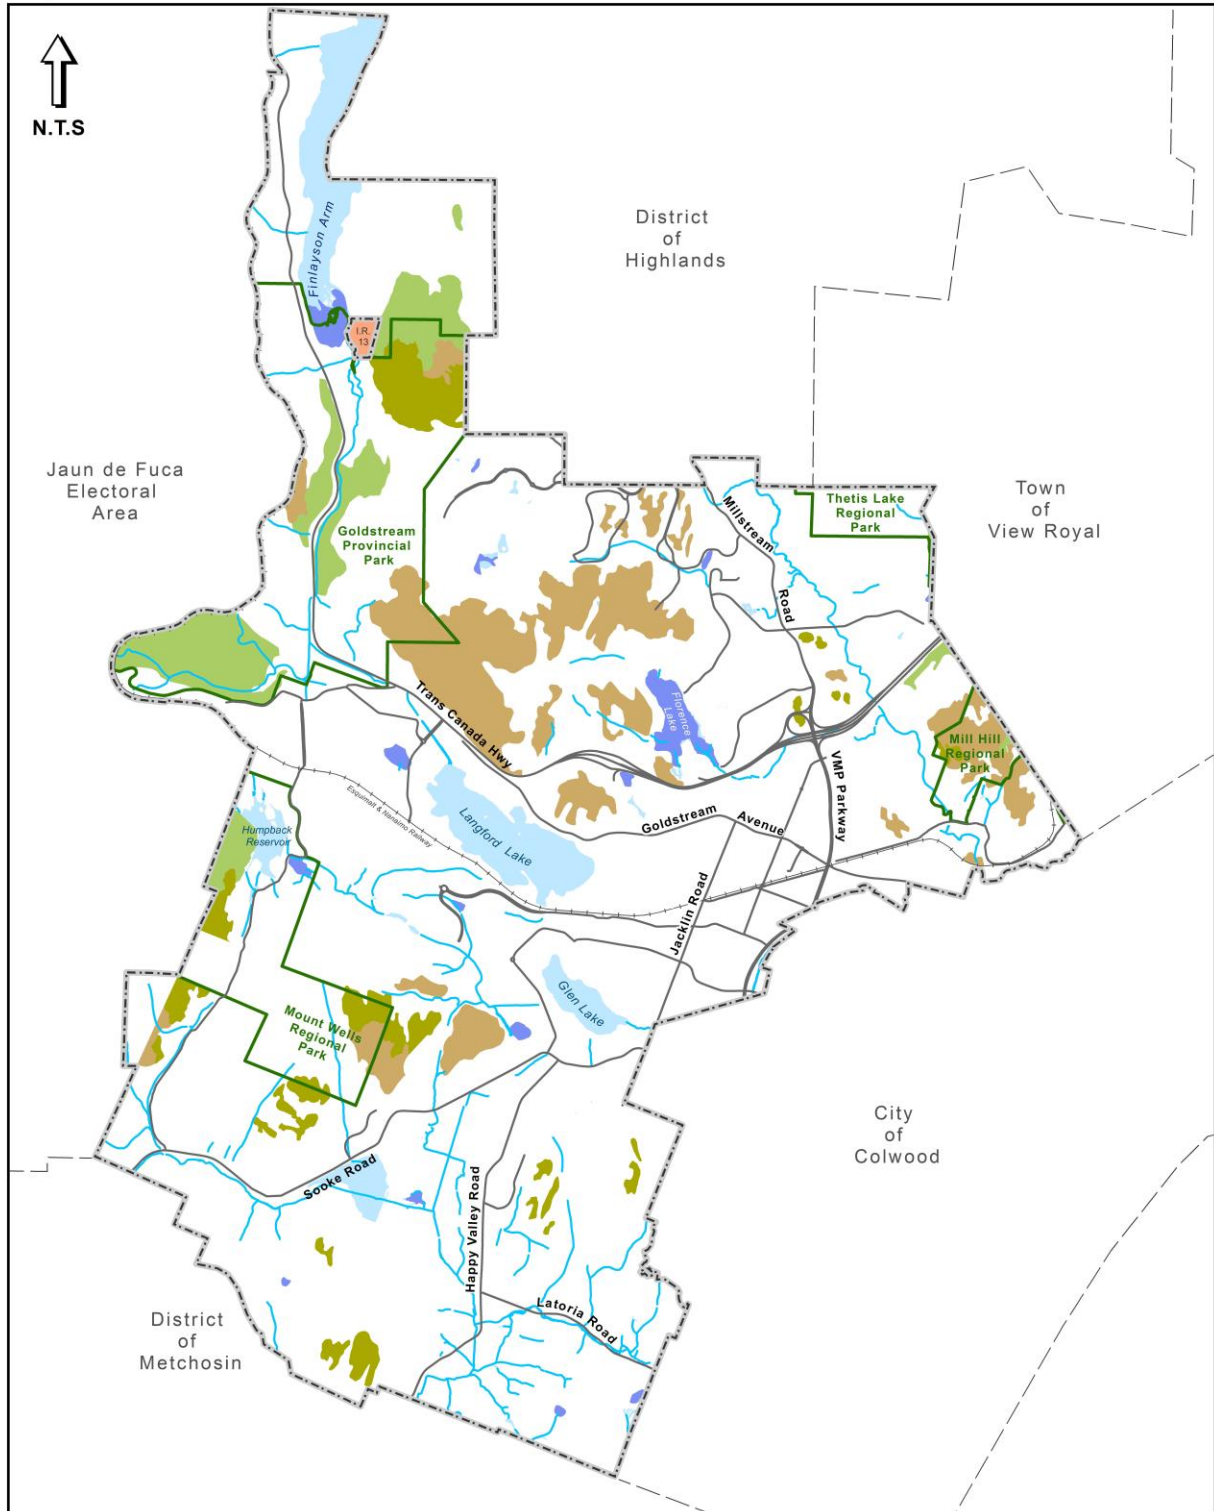 N.T.S
Finlayson Arm
District
of
Highlands
I.R.
13
Jaun de Fuca
Electoral
Area
Goldstream
Provincial
Park
Millstream
Road
Thetis Lake
Regional
Park
Town
of
View Royal
Trans Canada Hwy
Florence
Lake
Mill Hill
Regional
Park
VMP Parkway
Esquimalt & Nanaimo Railway
Langford Lake
Goldstream
Avenue
Humpback
Reservoir
Jacklin Road
Glen Lake
Mount Wells
Regional
Park
City
of
Colwood
Sooke Road
Happy Valley Road
Latoria Road
District
of
Metchosin